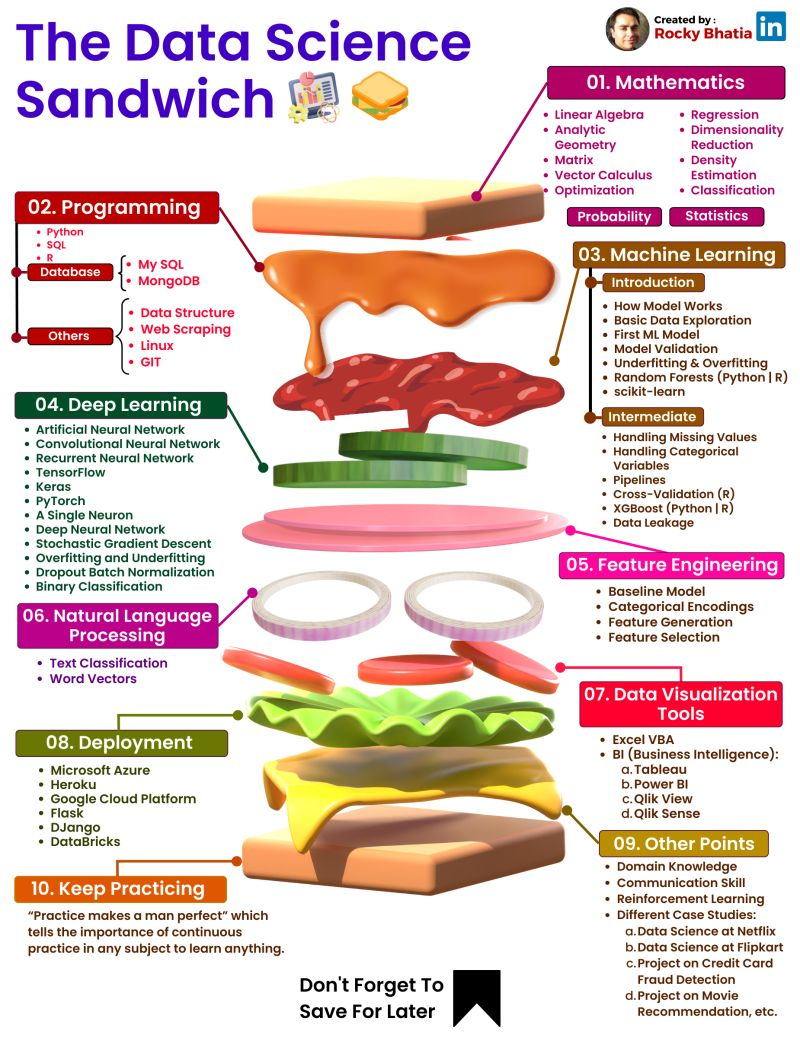 The Data Science
Sandwich
Created by :
Rocky Bhatia
in
01. Mathematics
Linear Algebra
Analytic
Geometry
Matrix
Vector Calculus
Optimization
Regression
Dimensionality
Reduction
Density
Estimation
Classification
Probability
Statistics
02. Programming
Python
SQL
R
Database
My SQL
MongoDB
Others
Data Structure
Web Scraping
Linux
GIT
03. Machine Learning
Introduction
How Model Works
Basic Data Exploration
First ML Model
Model Validation
Underfitting & Overfitting
Random Forests (Python | R)
scikit-learn
Intermediate
Handling Missing Values
Handling Categorical
Variables
Pipelines
Cross-Validation (R)
XGBoost (Python | R)
Data Leakage
04. Deep Learning
Artificial Neural Network
Convolutional Neural Network
Recurrent Neural Network
TensorFlow
Keras
PyTorch
A Single Neuron
Deep Neural Network
Stochastic Gradient Descent
Overfitting and Underfitting
Dropout Batch Normalization
Binary Classification
05. Feature Engineering
Baseline Model
Categorical Encodings
Feature Generation
Feature Selection
06. Natural Language
Processing
Text Classification
Word Vectors
07. Data Visualization
Tools
Excel VBA
BI (Business Intelligence):
a. Tableau
b. Power BI
c. Qlik View
d. Qlik Sense
08. Deployment
Microsoft Azure
Heroku
Google Cloud Platform
Flask
DJango
DataBricks
09. Other Points
Domain Knowledge
Communication Skill
Reinforcement Learning
Different Case Studies:
a. Data Science at Netflix
b. Data Science at Flipkart
c. Project on Credit Card
Fraud Detection
d. Project on Movie
Recommendation, etc.
10. Keep Practicing
“Practice makes a man perfect” which
tells the importance of continuous
practice in any subject to learn anything.
Don't Forget To
Save For Later